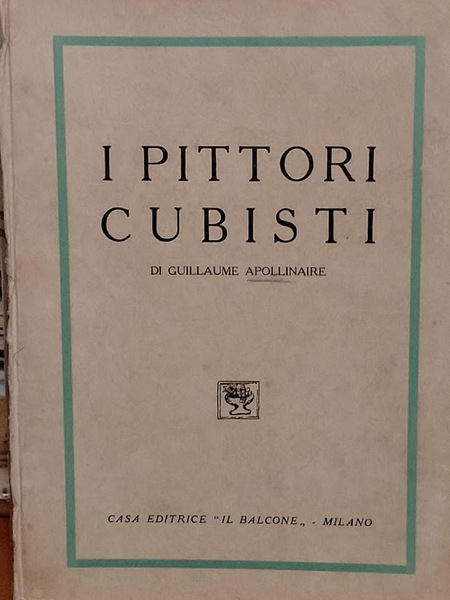 I PITTORI
CUBISTI
DI GUILLAUME APOLLINAIRE
CASA EDITRICE "IL BALCONE„ - MILANO